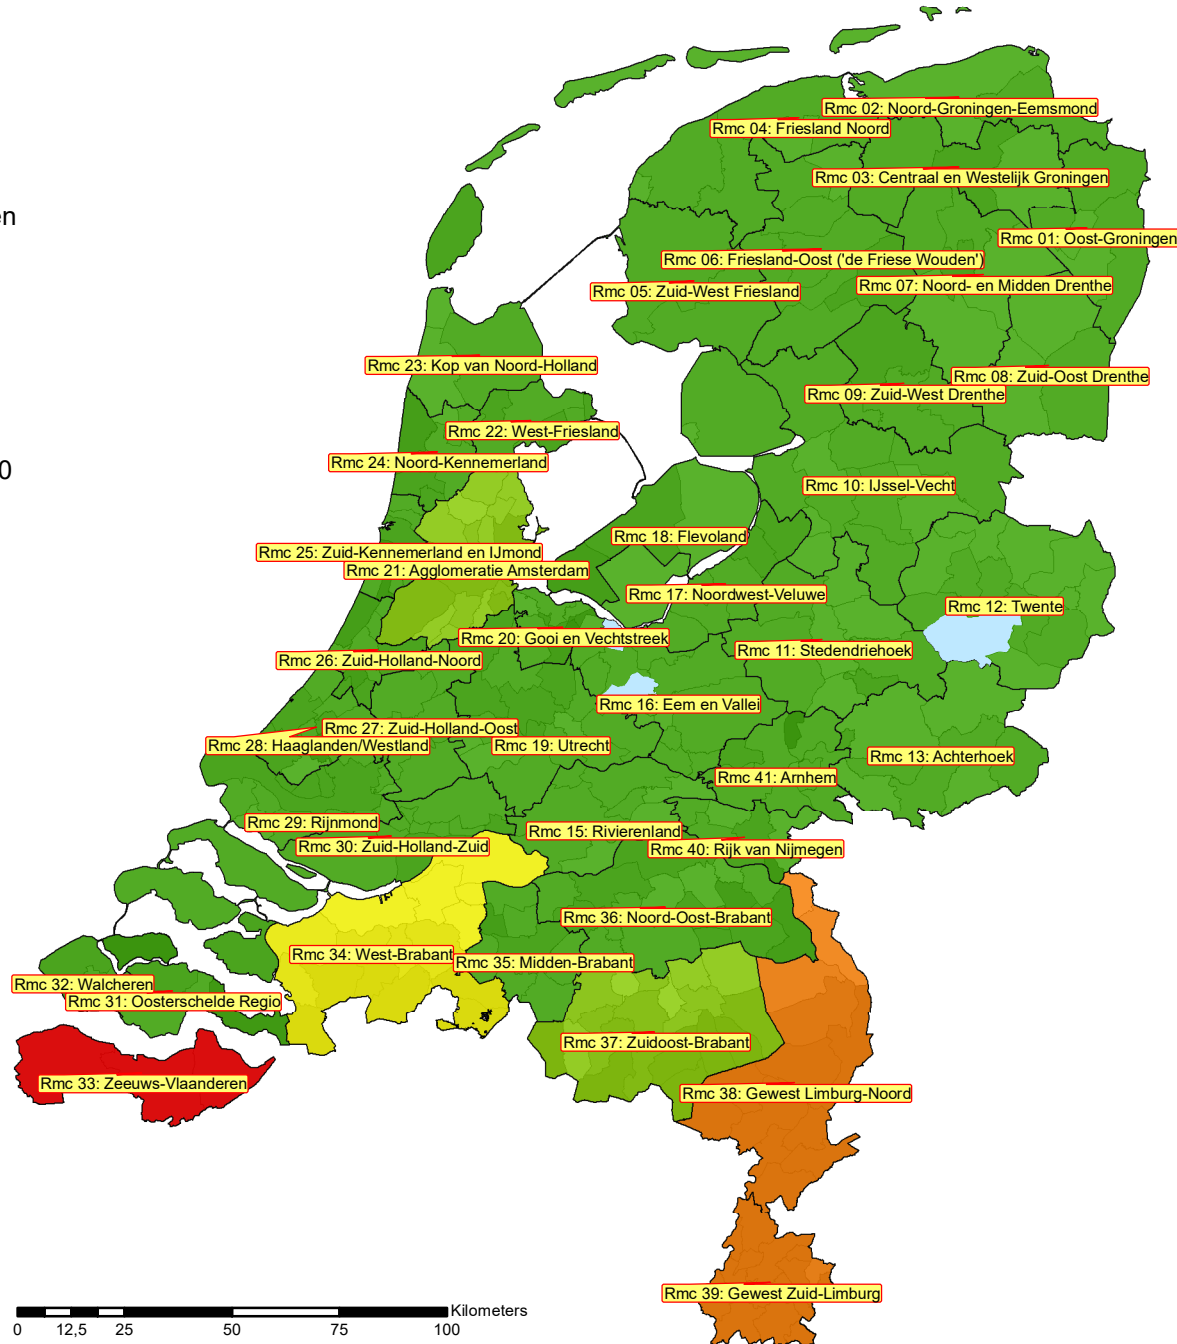 Rmc 02: Noord-Groningen-Eemsmond
Rmc 04: Friesland Noord
Rmc 03: Centraal en Westelijk Groningen
en
Rmc 01: Oost-Groningen
Rmc 06: Friesland-Oost ('de Friese Wouden')
Rmc 07: Noord- en Midden Drenthe
Rmc 05: Zuid-West Friesland
Rmc 23: Kop van Noord-Holland
Rmc 08: Zuid-Oost Drenthe
Rmc 09: Zuid-West Drenthe
Rmc 22: West-Friesland
Rmc 24: Noord-Kennemerland
0
Rmc 10: IJssel-Vecht
Rmc 18: Flevoland
Rmc 25: Zuid-Kennemerland en IJmond
Rmc 21: Agglomeratie Amsterdam
Rmc 17: Noordwest-Veluwe
Rmc 12: Twente
Rmc 20: Gooi en Vechtstreek
Rmc 11: Stedendriehoek
Rmc 26: Zuid-Holland-Noord
Rmc 16: Eem en Vallei
Rmc 27: Zuid-Holland-Oost
Rmc 28: Haaglanden/Westland
Rmc 19: Utrecht
Rmc 13: Achterhoek
Rmc 41: Arnhem
Rmc 29: Rijnmond
Rmc 15: Rivierenland
Rmc 30: Zuid-Holland-Zuid
Rmc 40: Rijk van Nijmegen
Rmc 36: Noord-Oost-Brabant
Rmc 34: West-Brabant
Rmc 35: Midden-Brabant
Rmc 32: Walcheren
Rmc 31: Oosterschelde Regio
Rmc 37: Zuidoost-Brabant
Rmc 33: Zeeuws-Vlaanderen
Rmc 38: Gewest Limburg-Noord
Rmc 39: Gewest Zuid-Limburg
Kilometers
0 12,5 25 50 75 100